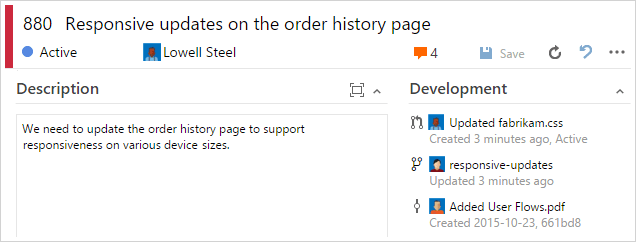 880 Responsive updates on the order history page
Active Lowell Steel 4 Save
Description
We need to update the order history page to support
responsiveness on various device sizes.
Development
Updated fabrikam.css
Created 3 minutes ago, Active
responsive-updates
Updated 3 minutes ago
Added User Flows.pdf
Created 2015-10-23, 661bd8